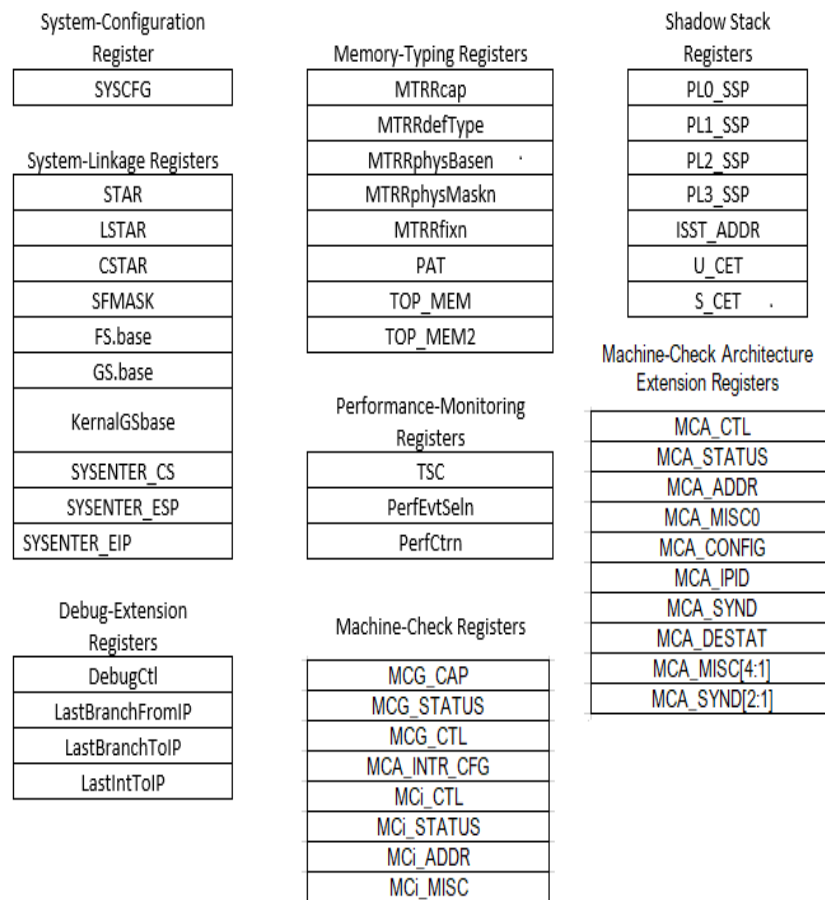 System-Configuration
Register
SYSCFG
System-Linkage Registers
STAR
LSTAR
CSTAR
SFMASK
FS.base
GS.base
KernalGSbase
SYSENTER_CS
SYSENTER_ESP
SYSENTER_EIP
Debug-Extension
Registers
DebugCtl
LastBranchFromIP
LastBranchToIP
LastIntToIP
Memory-Typing Registers
MTRRcap
MTRRdefType
MTRRphysBasen
MTRRphysMaskn
MTRRfixn
PAT
TOP_MEM
TOP_MEM2
Performance-Monitoring
Registers
TSC
PerfEvtSeln
PerfCtrn
Machine-Check Registers
MCG_CAP
MCG_STATUS
MCG_CTL
MCA_INTR_CFG
MCi_CTL
MCi_STATUS
MCi_ADDR
MCi_MISC
Shadow Stack
Registers
PL0_SSP
PL1_SSP
PL2_SSP
PL3_SSP
ISST_ADDR
U_CET
S_CET
Machine-Check Architecture
Extension Registers
MCA_CTL
MCA_STATUS
MCA_ADDR
MCA_MISC0
MCA_CONFIG
MCA_IPID
MCA_SYND
MCA_DESTAT
MCA_MISC[4:1]
MCA_SYND[2:1]